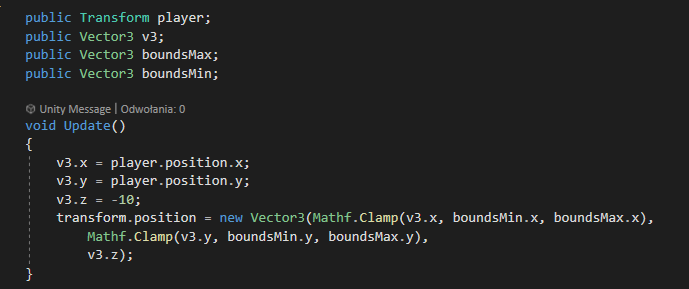 public Transform player;
public Vector3 v3;
public Vector3 boundsMax;
public Vector3 boundsMin;
Unity Message | Odwołania: 0
void Update()
{
v3.x = player.position.x;
v3.y = player.position.y;
v3.z = -10;
transform.position = new Vector3(Mathf.Clamp(v3.x, boundsMin.x, boundsMax.x),
Mathf.Clamp(v3.y, boundsMin.y, boundsMax.y),
v3.z);
}